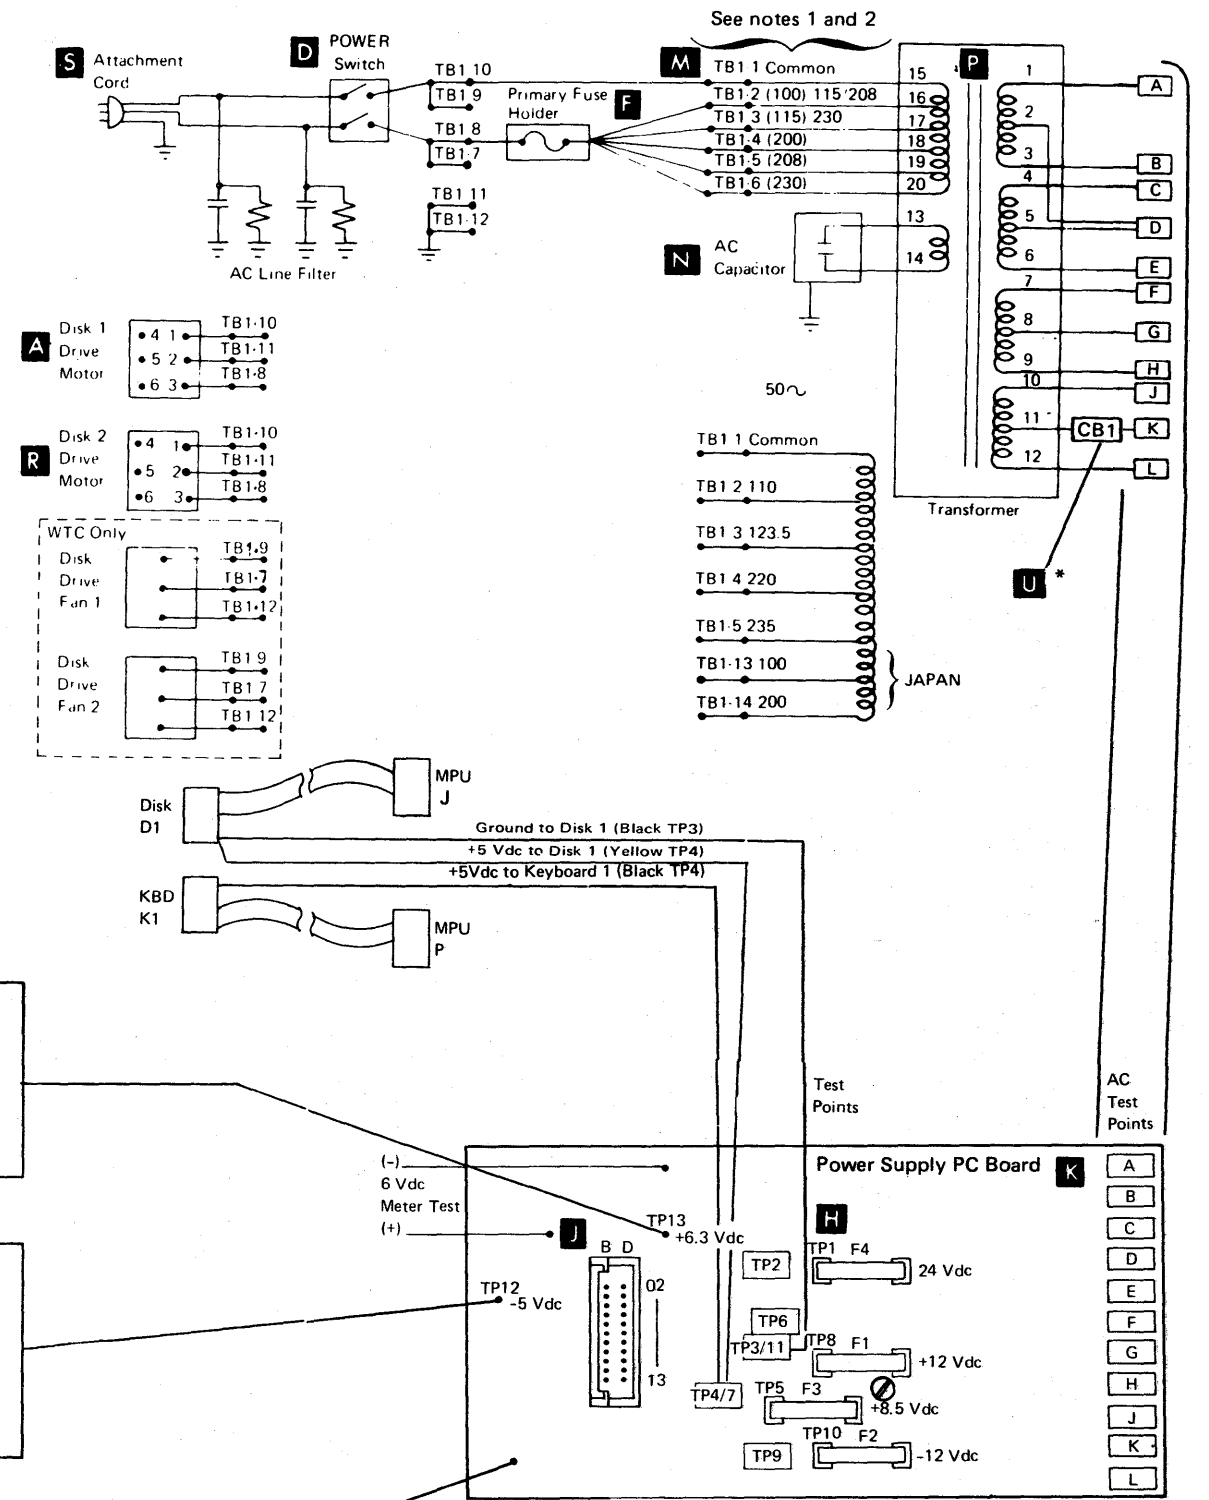 See notes 1 and 2
S Attachment Cord
D POWER Switch
TB1 10
TB1 9
TB1 8
TB1-7
TB1 11
TB1-12
Primary Fuse Holder
F
AC Line Filter
M
TB1 1 Common
TB1-2 (100) 115 208
TB1 3 (115) 230
TB1-4 (200)
TB1-5 (208)
TB1-6 (230)
15
16
17
18
19
20
13
14
P
N AC Capacitor
1
2
3
4
5
6
7
8
9
10
11
12
A
B
C
D
E
F
G
H
J
CB1 K
L
Transformer
U *
A Disk 1 Drive Motor
4 1 TB1-10
5 2 TB1-11
6 3 TB1-8
R Disk 2 Drive Motor
4 1 TB1-10
5 2 TB1-11
6 3 TB1-8
WTC Only
Disk Drive Fan 1
TB1-9
TB1-7
TB1-12
Disk Drive Fan 2
TB1 9
TB1 7
TB1 12
50~
TB1 1 Common
TB1 2 110
TB1 3 123.5
TB1 4 220
TB1-5 235
TB1-13 100
TB1-14 200
JAPAN
Disk D1
MPU J
Ground to Disk 1 (Black TP3)
+5 Vdc to Disk 1 (Yellow TP4)
+5Vdc to Keyboard 1 (Black TP4)
KBD K1
MPU P
Test Points
AC Test Points
Power Supply PC Board K
(-)
6 Vdc
Meter Test
(+)
J
B D
02
13
TP13
+6.3 Vdc
TP12
-5 Vdc
H
TP2
TP1 F4
24 Vdc
TP6
TP3/11
TP8 F1
+12 Vdc
TP4/7
TP5 F3
+8.5 Vdc
TP9
TP10 F2
-12 Vdc
A
B
C
D
E
F
G
H
J
K
L